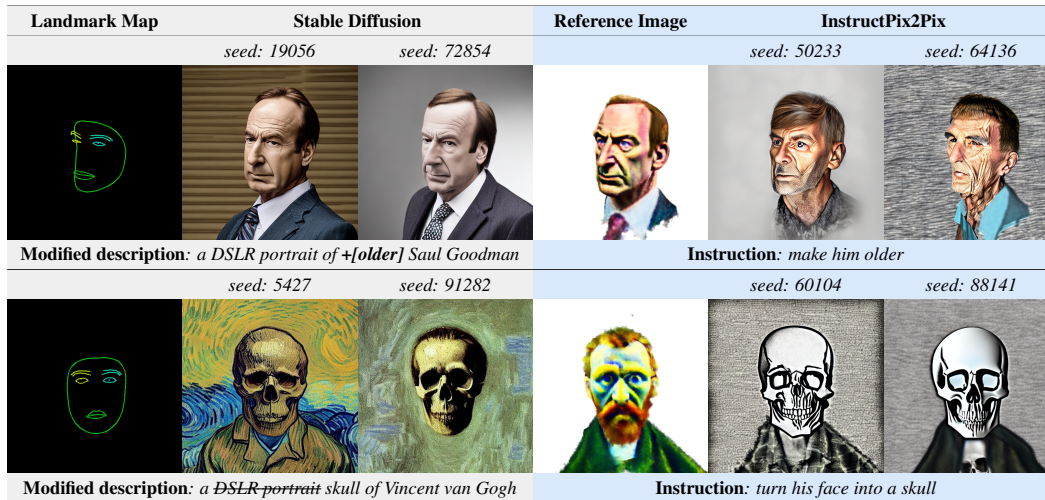 Landmark Map Stable Diffusion Reference Image InstructPix2Pix
seed: 19056 seed: 72854 seed: 50233 seed: 64136
Modified description: a DSLR portrait of +[older] Saul Goodman Instruction: make him older
seed: 5427 seed: 91282 seed: 60104 seed: 88141
Modified description: a DSLR portrait skull of Vincent van Gogh Instruction: turn his face into a skull